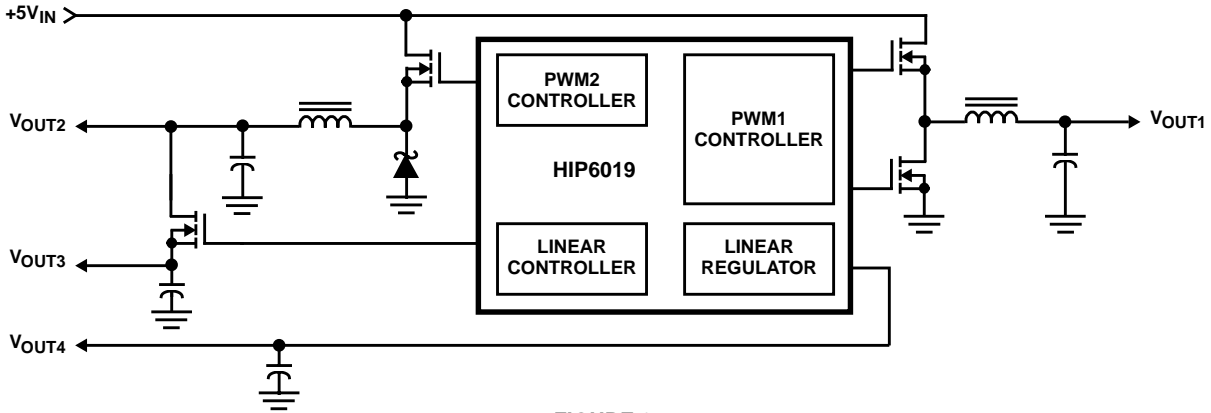 +5VIN
PWM2
CONTROLLER
PWM1
CONTROLLER
VOUT2
VOUT1
HIP6019
LINEAR
CONTROLLER
LINEAR
REGULATOR
VOUT3
VOUT4